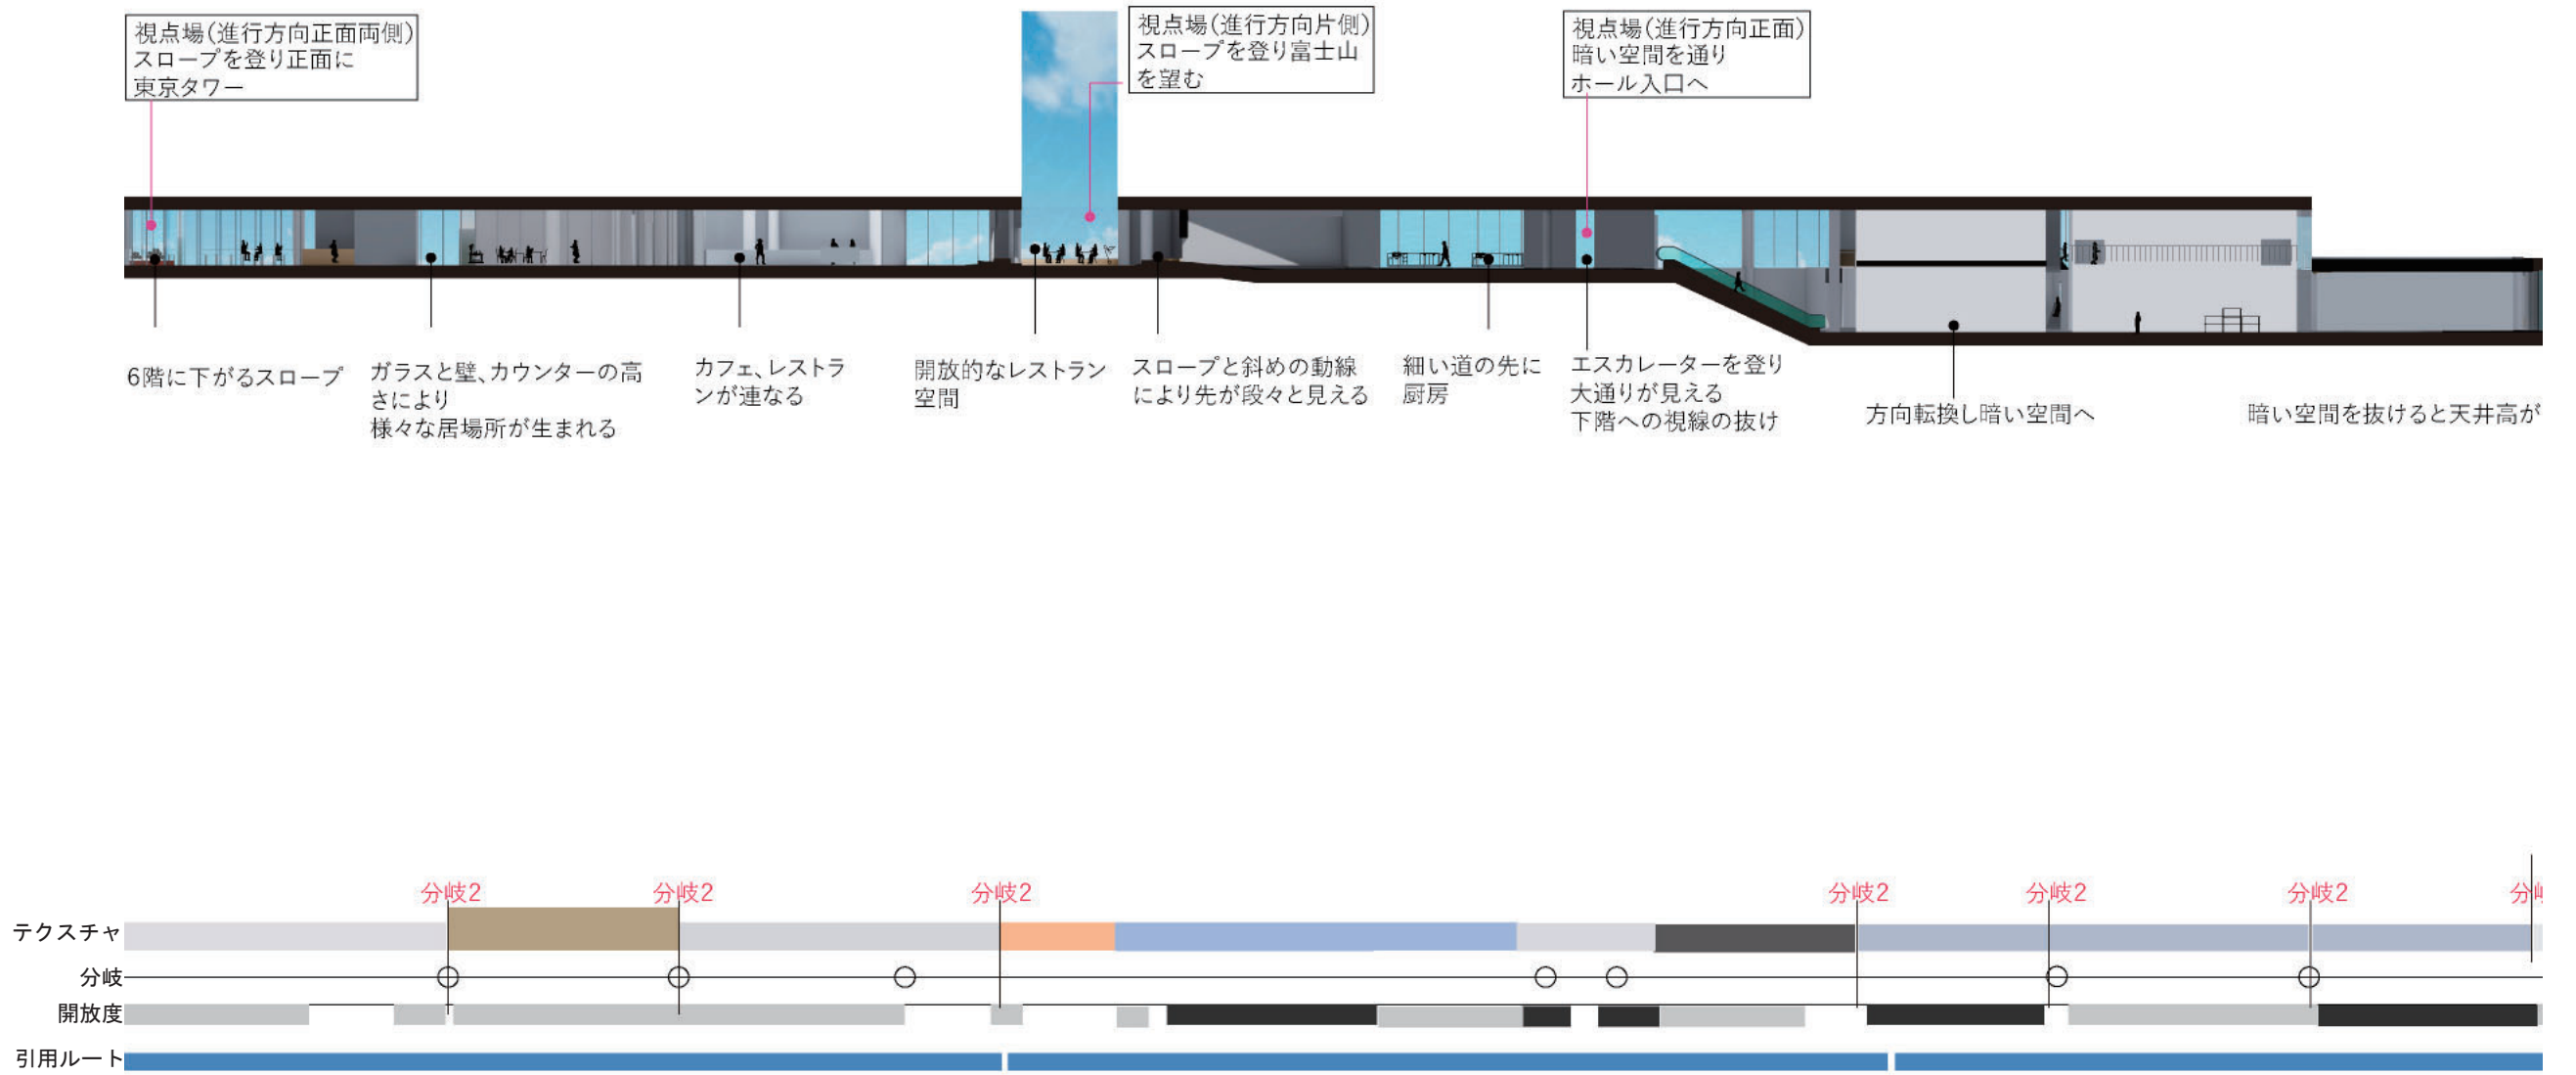 視点場(進行方向正面両側)
スロープを登り正面に
東京タワー
視点場(進行方向片側)
スロープを登り富士山
を望む
視点場(進行方向正面)
暗い空間を通り
ホール入口へ
6階に下がるスロープ
ガラスと壁、カウンターの高
さにより
様々な居場所が生まれる
カフェ、レストラ
ンが連なる
開放的なレストラン
空間
スロープと斜めの動線
により先が段々と見える
細い道の先に
厨房
エスカレーターを登り
大通りが見える
下階への視線の抜け
方向転換し暗い空間へ
暗い空間を抜けると天井高が
分岐2
分岐2
分岐2
分岐2
分岐2
分岐2
分
テクスチャ
分岐
開放度
引用ルート